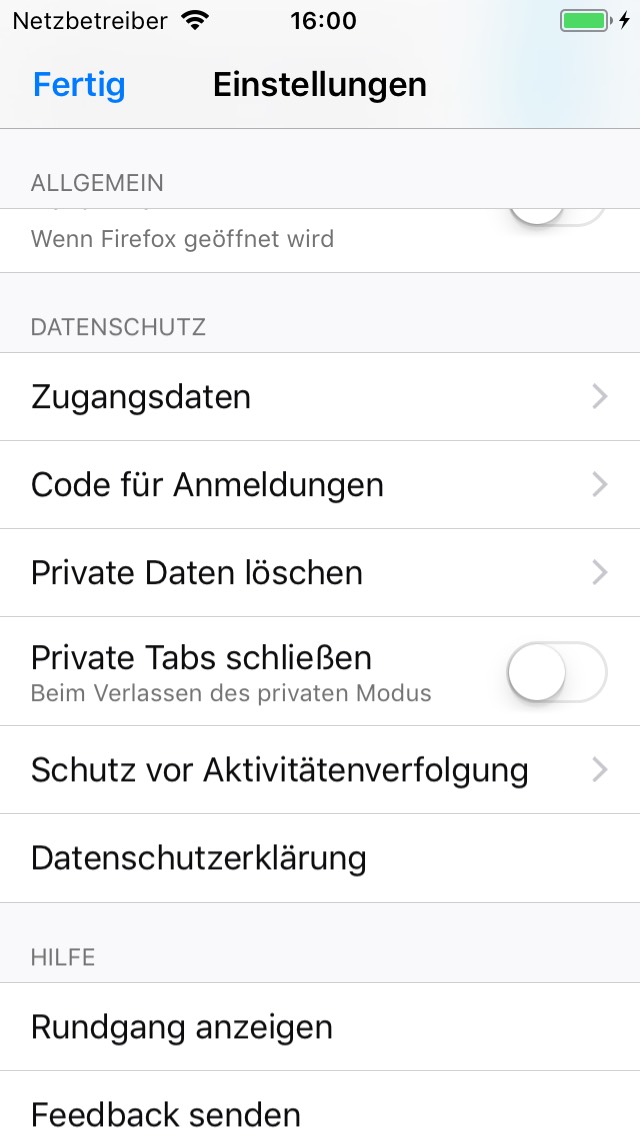 Netzbetreiber 16:00
Fertig Einstellungen
ALLGEMEIN
Wenn Firefox geöffnet wird
DATENSCHUTZ
Zugangsdaten
Code für Anmeldungen
Private Daten löschen
Private Tabs schließen
Beim Verlassen des privaten Modus
Schutz vor Aktivitätenverfolgung
Datenschutzerklärung
HILFE
Rundgang anzeigen
Feedback senden